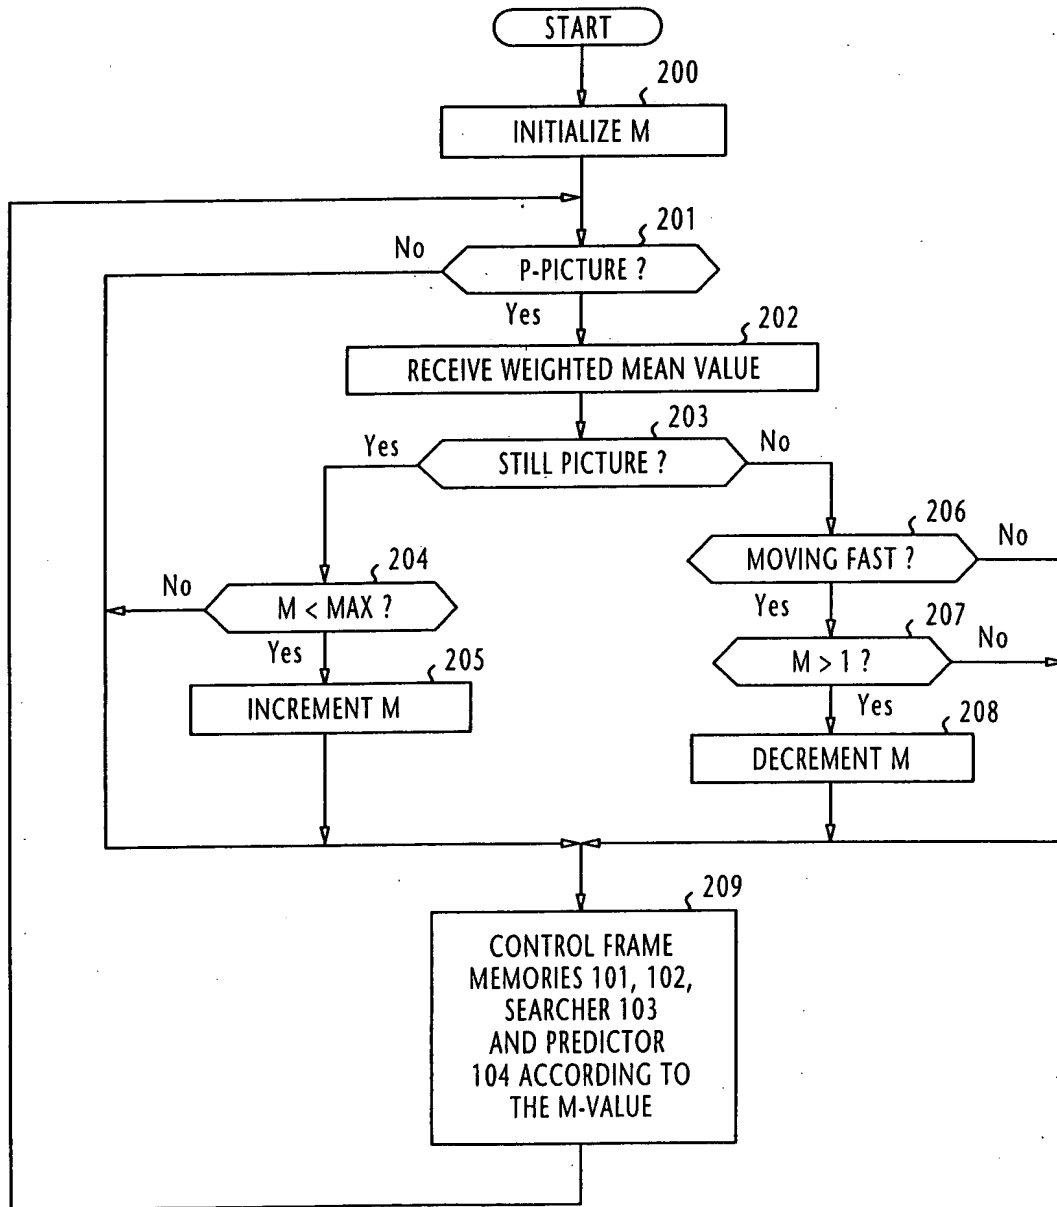 START
200
INITIALIZE M
201
No
P-PICTURE ?
Yes
202
RECEIVE WEIGHTED MEAN VALUE
203
Yes
No
STILL PICTURE ?
206
MOVING FAST ?
No
204
No
M < MAX ?
Yes
207
No
M > 1 ?
Yes
205
INCREMENT M
Yes
208
DECREMENT M
209
CONTROL FRAME
MEMORIES 101, 102,
SEARCHER 103
AND PREDICTOR
104 ACCORDING TO
THE M-VALUE